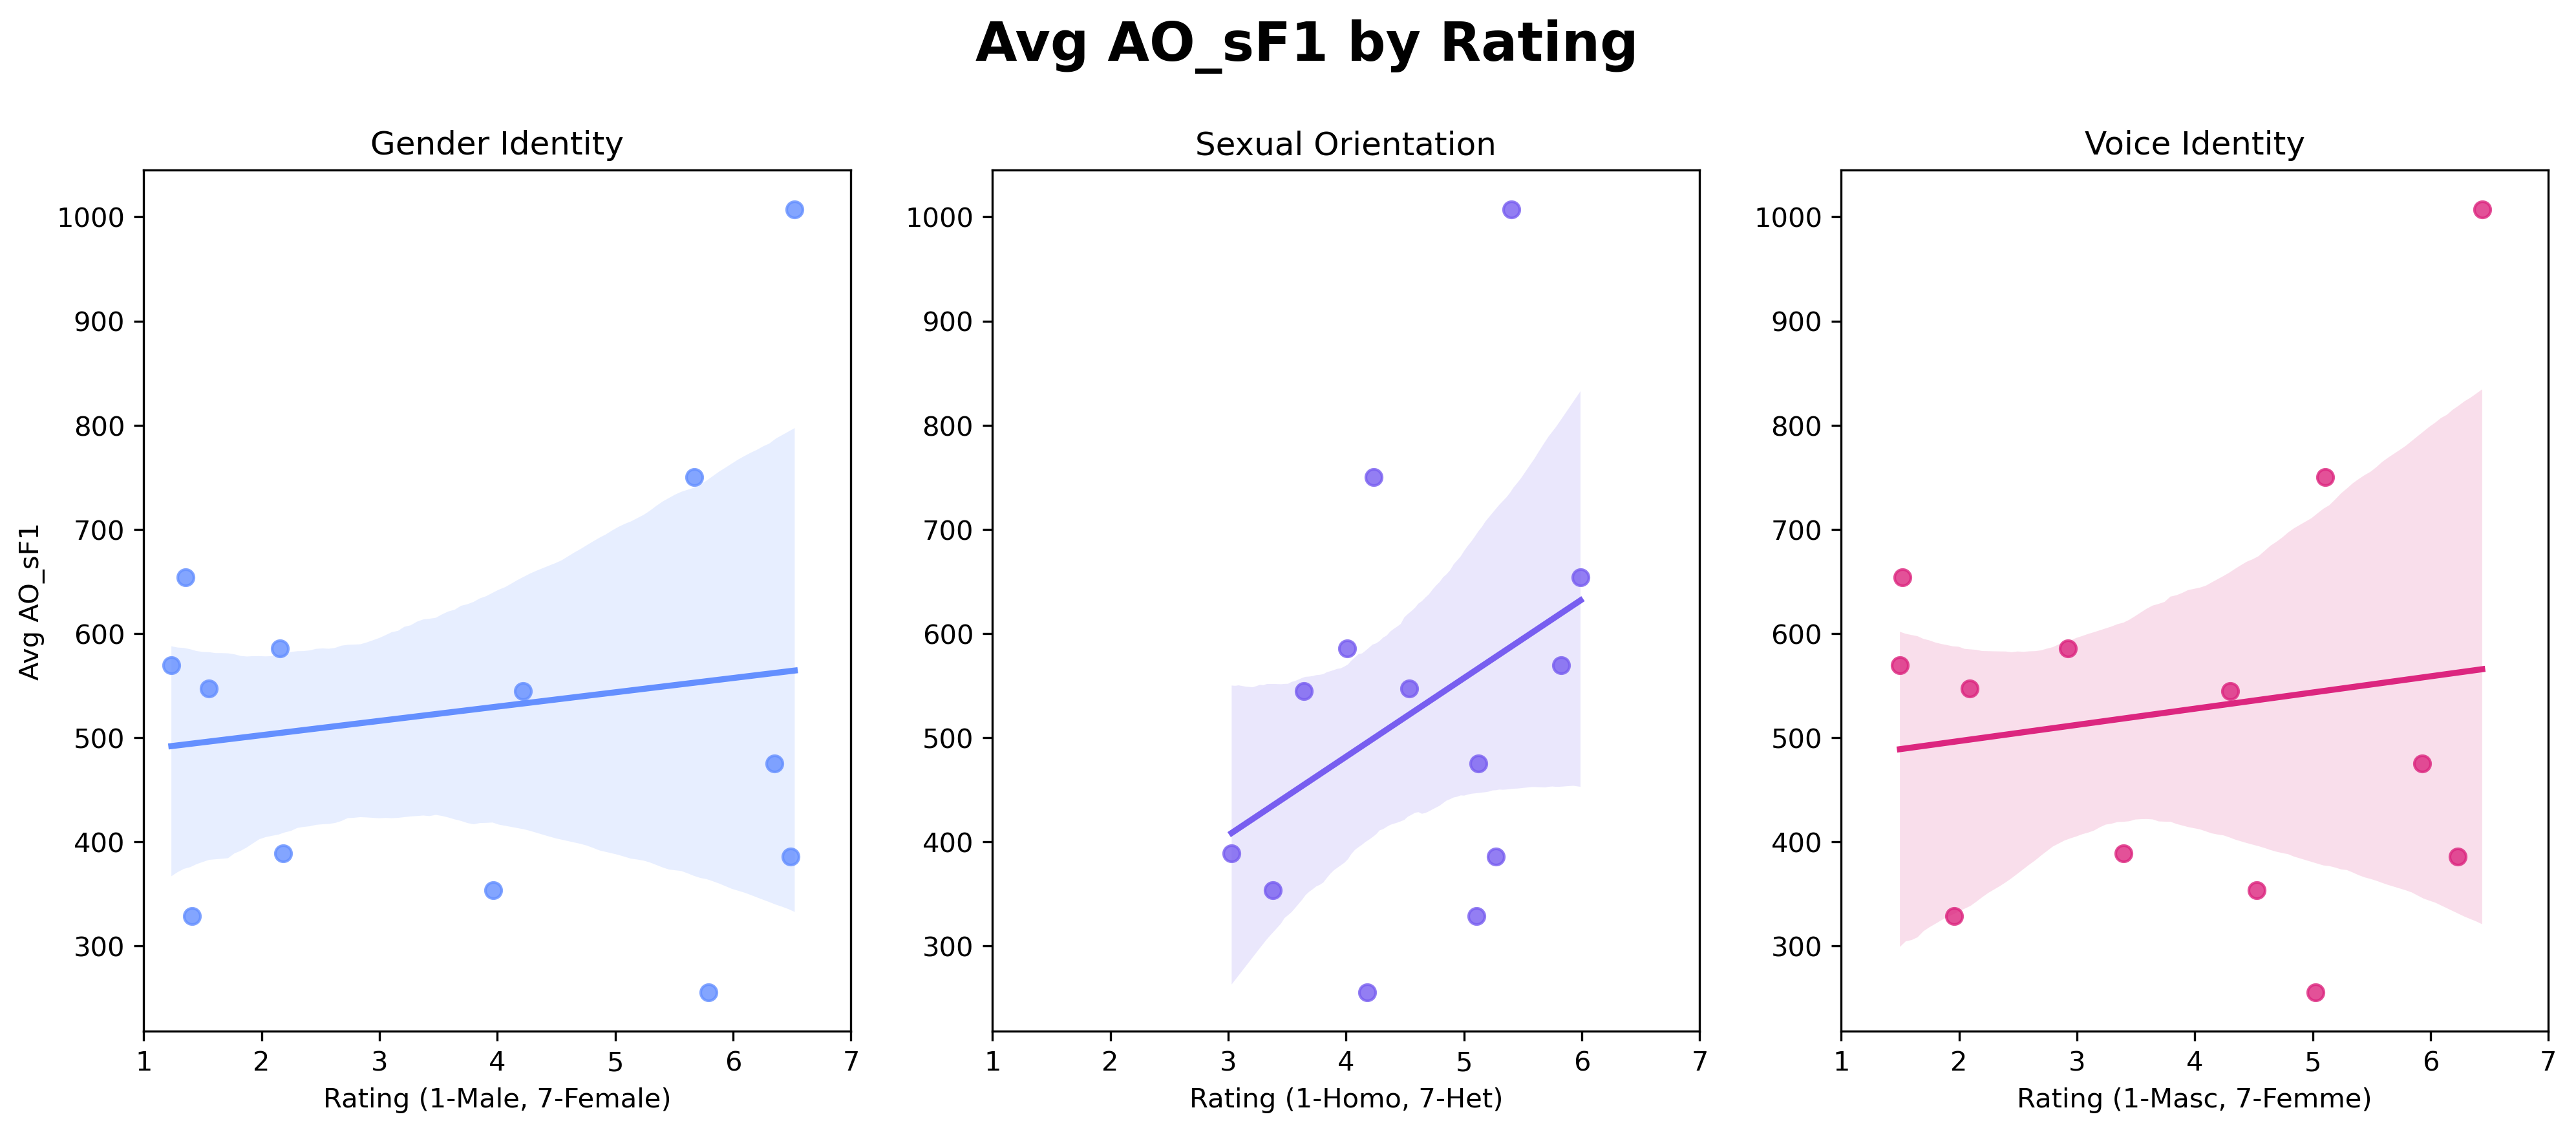 Avg AO_sF1 by Rating
Gender Identity
Sexual Orientation
Voice Identity
Avg AO_sF1
1000
900
800
700
600
500
400
300
1 2 3 4 5 6 7
Rating (1-Male, 7-Female)
1000
900
800
700
600
500
400
300
1 2 3 4 5 6 7
Rating (1-Homo, 7-Het)
1000
900
800
700
600
500
400
300
1 2 3 4 5 6 7
Rating (1-Masc, 7-Femme)